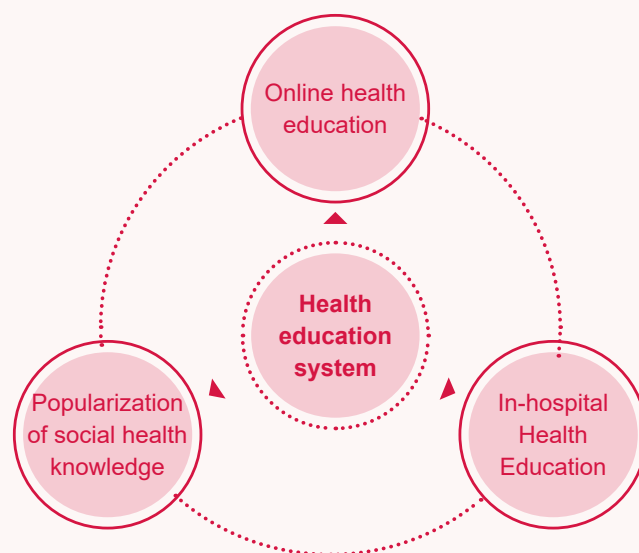 Online health
education
Health
education
system
Popularization
of social health
knowledge
In-hospital
Health
Education